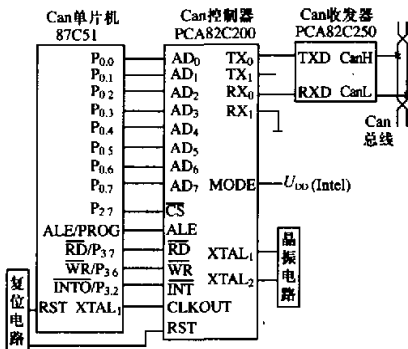 Can单片机
87C51
Can控制器
PCA82C200
Can收发器
PCA82C250
P0.0
P0.1
P0 2
P0.3
P0.4
P0 5
P0.6
P0.7
P2 7
ALE/PROG
RD/P3 7
WR/P3 6
INTO/P3.2
RST XTAL1
AD0
AD1
AD2
AD3
AD4
AD5
AD6
AD7
CS
ALE
RD
WR
INT
CLKOUT
RST
TX0
TX1
RX0
RX1
MODE
XTAL1
XTAL2
TXD CanH
RXD CanL
Can
总线
UDD (Intel)
晶振电路
复位电路